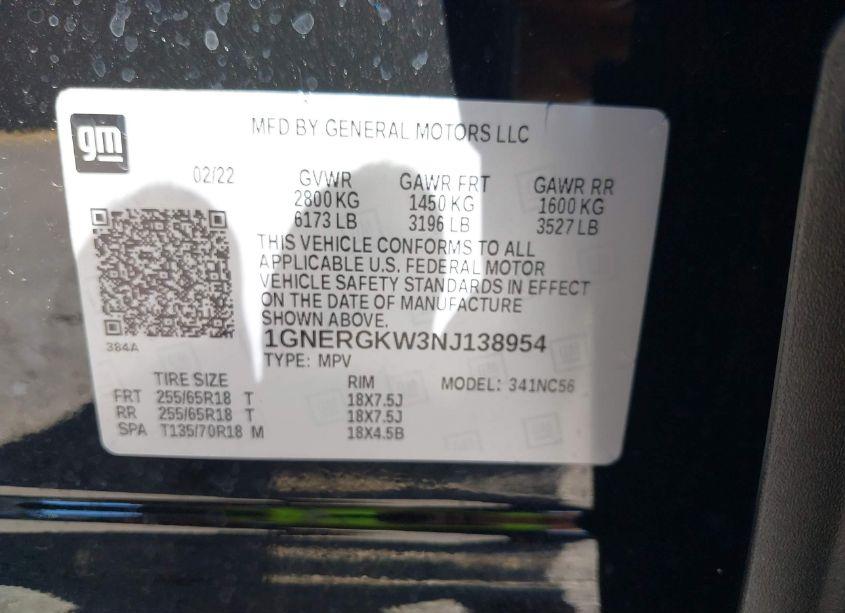 gm
MFD BY GENERAL MOTORS LLC
02/22 GVWR GAWR FRT GAWR RR
2800 KG 1450 KG 1600 KG
6173 LB 3196 LB 3527 LB
THIS VEHICLE CONFORMS TO ALL
APPLICABLE U.S. FEDERAL MOTOR
VEHICLE SAFETY STANDARDS IN EFFECT
ON THE DATE OF MANUFACTURE
SHOWN ABOVE.
384A 1GNERGKW3NJ138954
TYPE: MPV
TIRE SIZE RIM MODEL: 341NC56
FRT 255/65R18 T 18X7.5J
RR 255/65R18 T 18X7.5J
SPA T135/70R18 M 18X4.5B